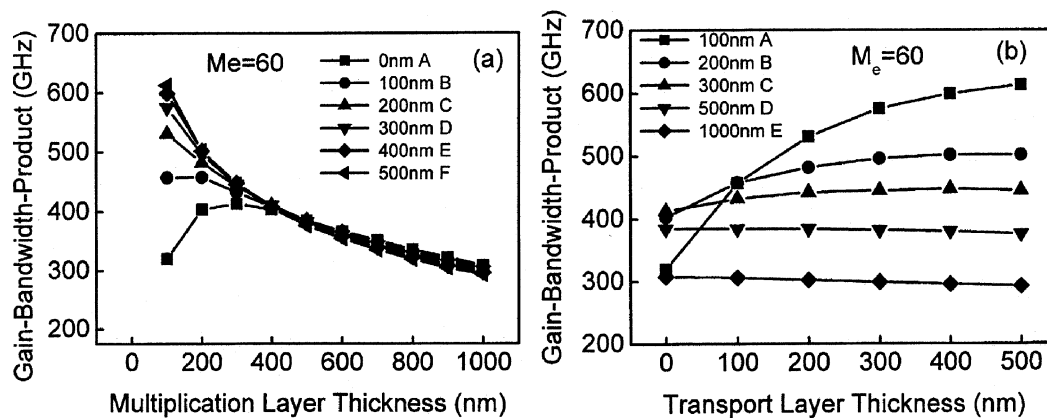 Gain-Bandwidth-Product (GHz)
700
600
500
400
300
200
Me=60
(a)
0nm A
100nm B
200nm C
300nm D
400nm E
500nm F
0 200 400 600 800 1000
Multiplication Layer Thickness (nm)
Gain-Bandwidth-Product (GHz)
700
600
500
400
300
200
100nm A
200nm B
300nm C
500nm D
1000nm E
Me=60
(b)
0 100 200 300 400 500
Transport Layer Thickness (nm)